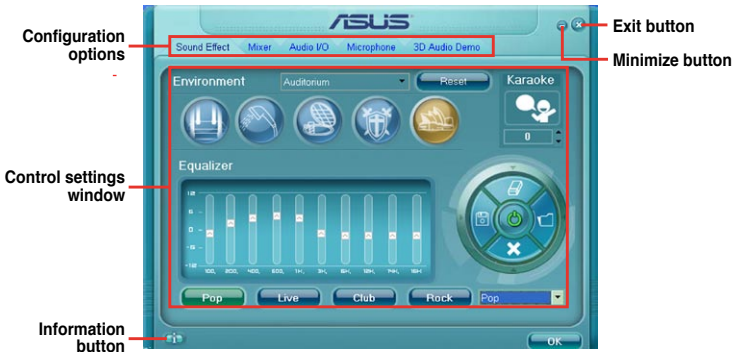 ASUS
Exit button
Configuration
options
Sound Effect Mixer Audio I/O Microphone 3D Audio Demo
Minimize button
-
Environment Auditorium Reset Karaoke
0
Control settings
window
Equalizer
Pop Live Club Rock Pop
Information
button
OK